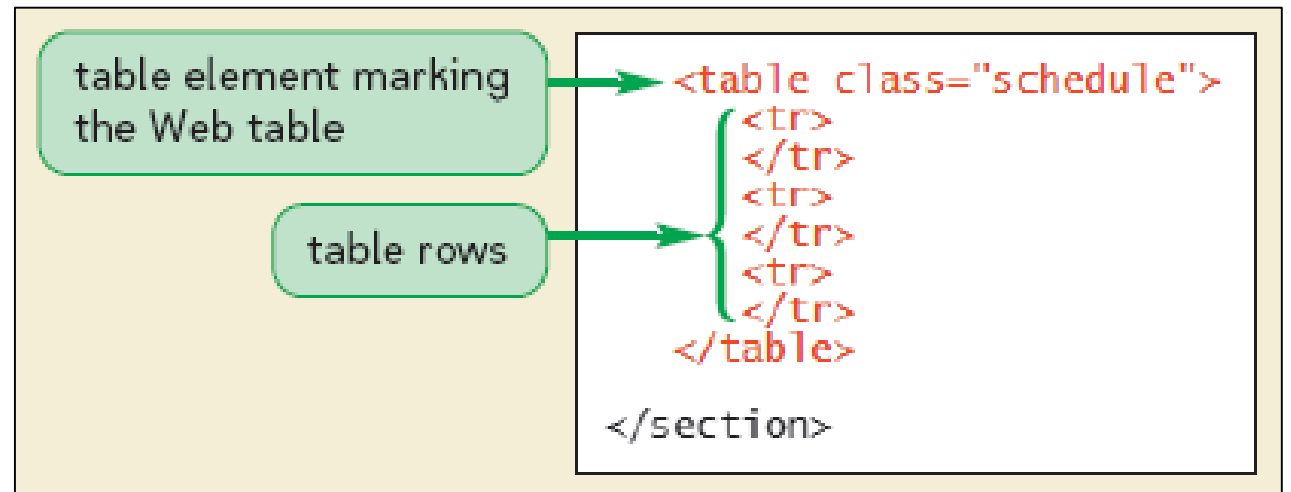 table element marking
the Web table
table rows
<table class="schedule">
<tr>
</tr>
<tr>
</tr>
<tr>
</tr>
</table>
</section>